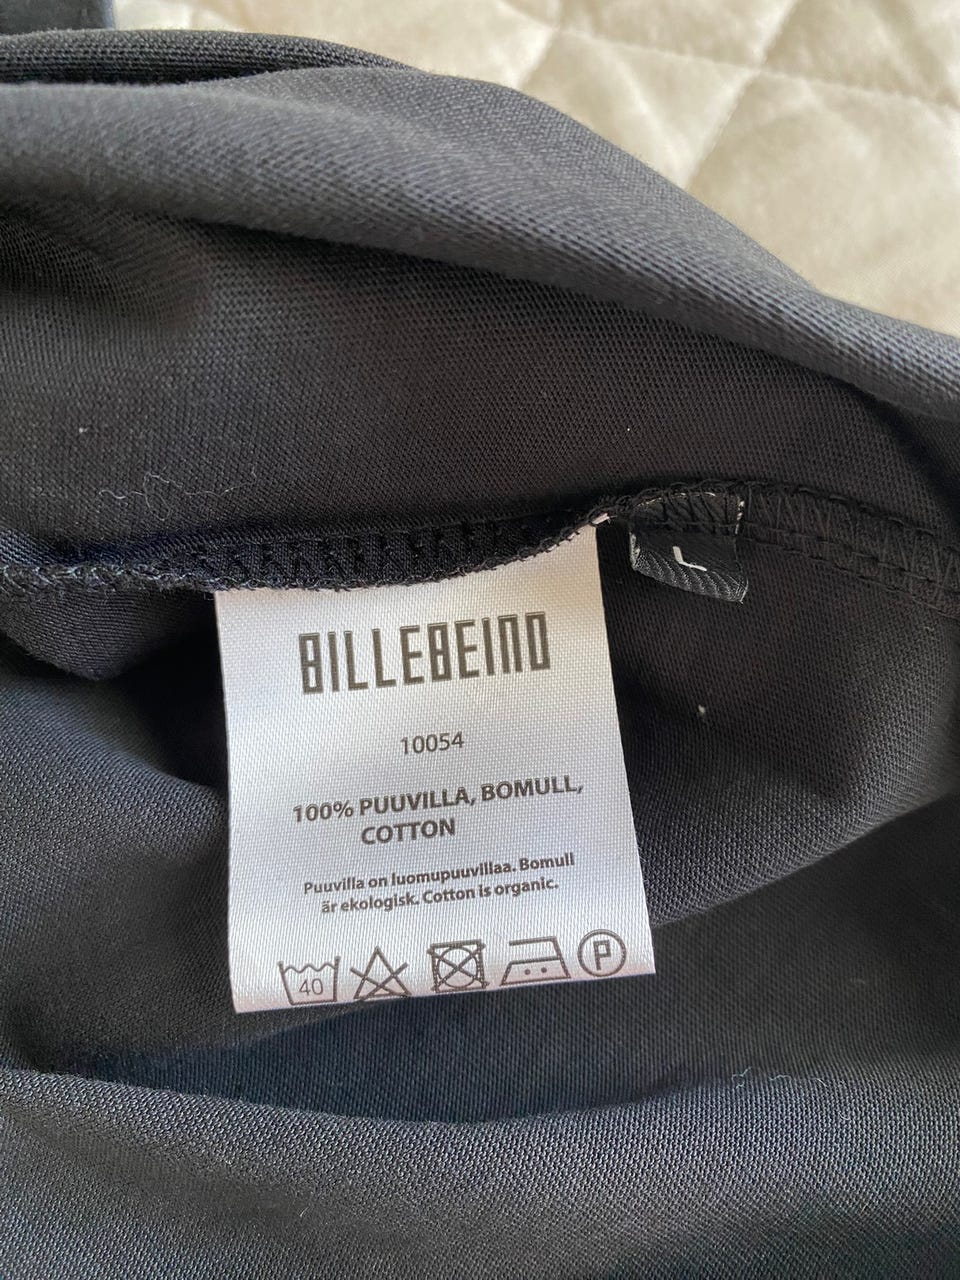 L
BILLEBEINO
10054
100% PUUVILLA, BOMULL,
COTTON
Puuvilla on luomupuuvillaa. Bomull
är ekologisk. Cotton is organic.
40
P